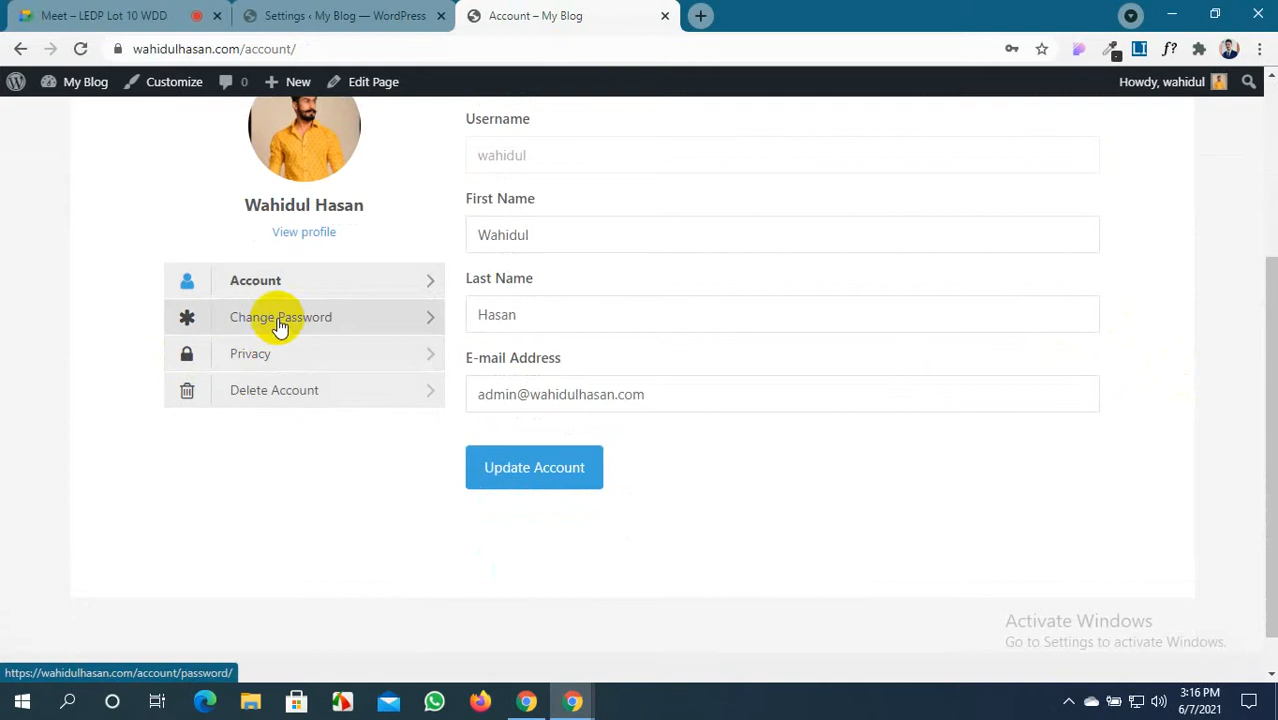 Meet – LEDP Lot 10 WDD
Settings ‹ My Blog — WordPress
Account – My Blog
wahidulhasan.com/account/
LI
f?
My Blog
Customize
0
New
Edit Page
Howdy, wahidul
Username
wahidul
First Name
Wahidul
Last Name
Hasan
E-mail Address
admin@wahidulhasan.com
Update Account
Wahidul Hasan
View profile
Account
Change Password
Privacy
Delete Account
Activate Windows
Go to Settings to activate Windows.
https://wahidulhasan.com/account/password/
3:16 PM
6/7/2021